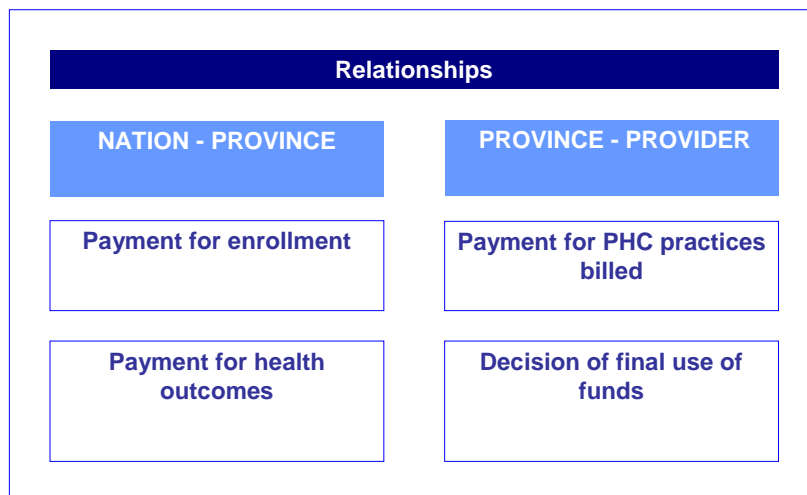 Relationships
NATION - PROVINCE
PROVINCE - PROVIDER
Payment for enrollment
Payment for PHC practices
billed
Payment for health
outcomes
Decision of final use of
funds